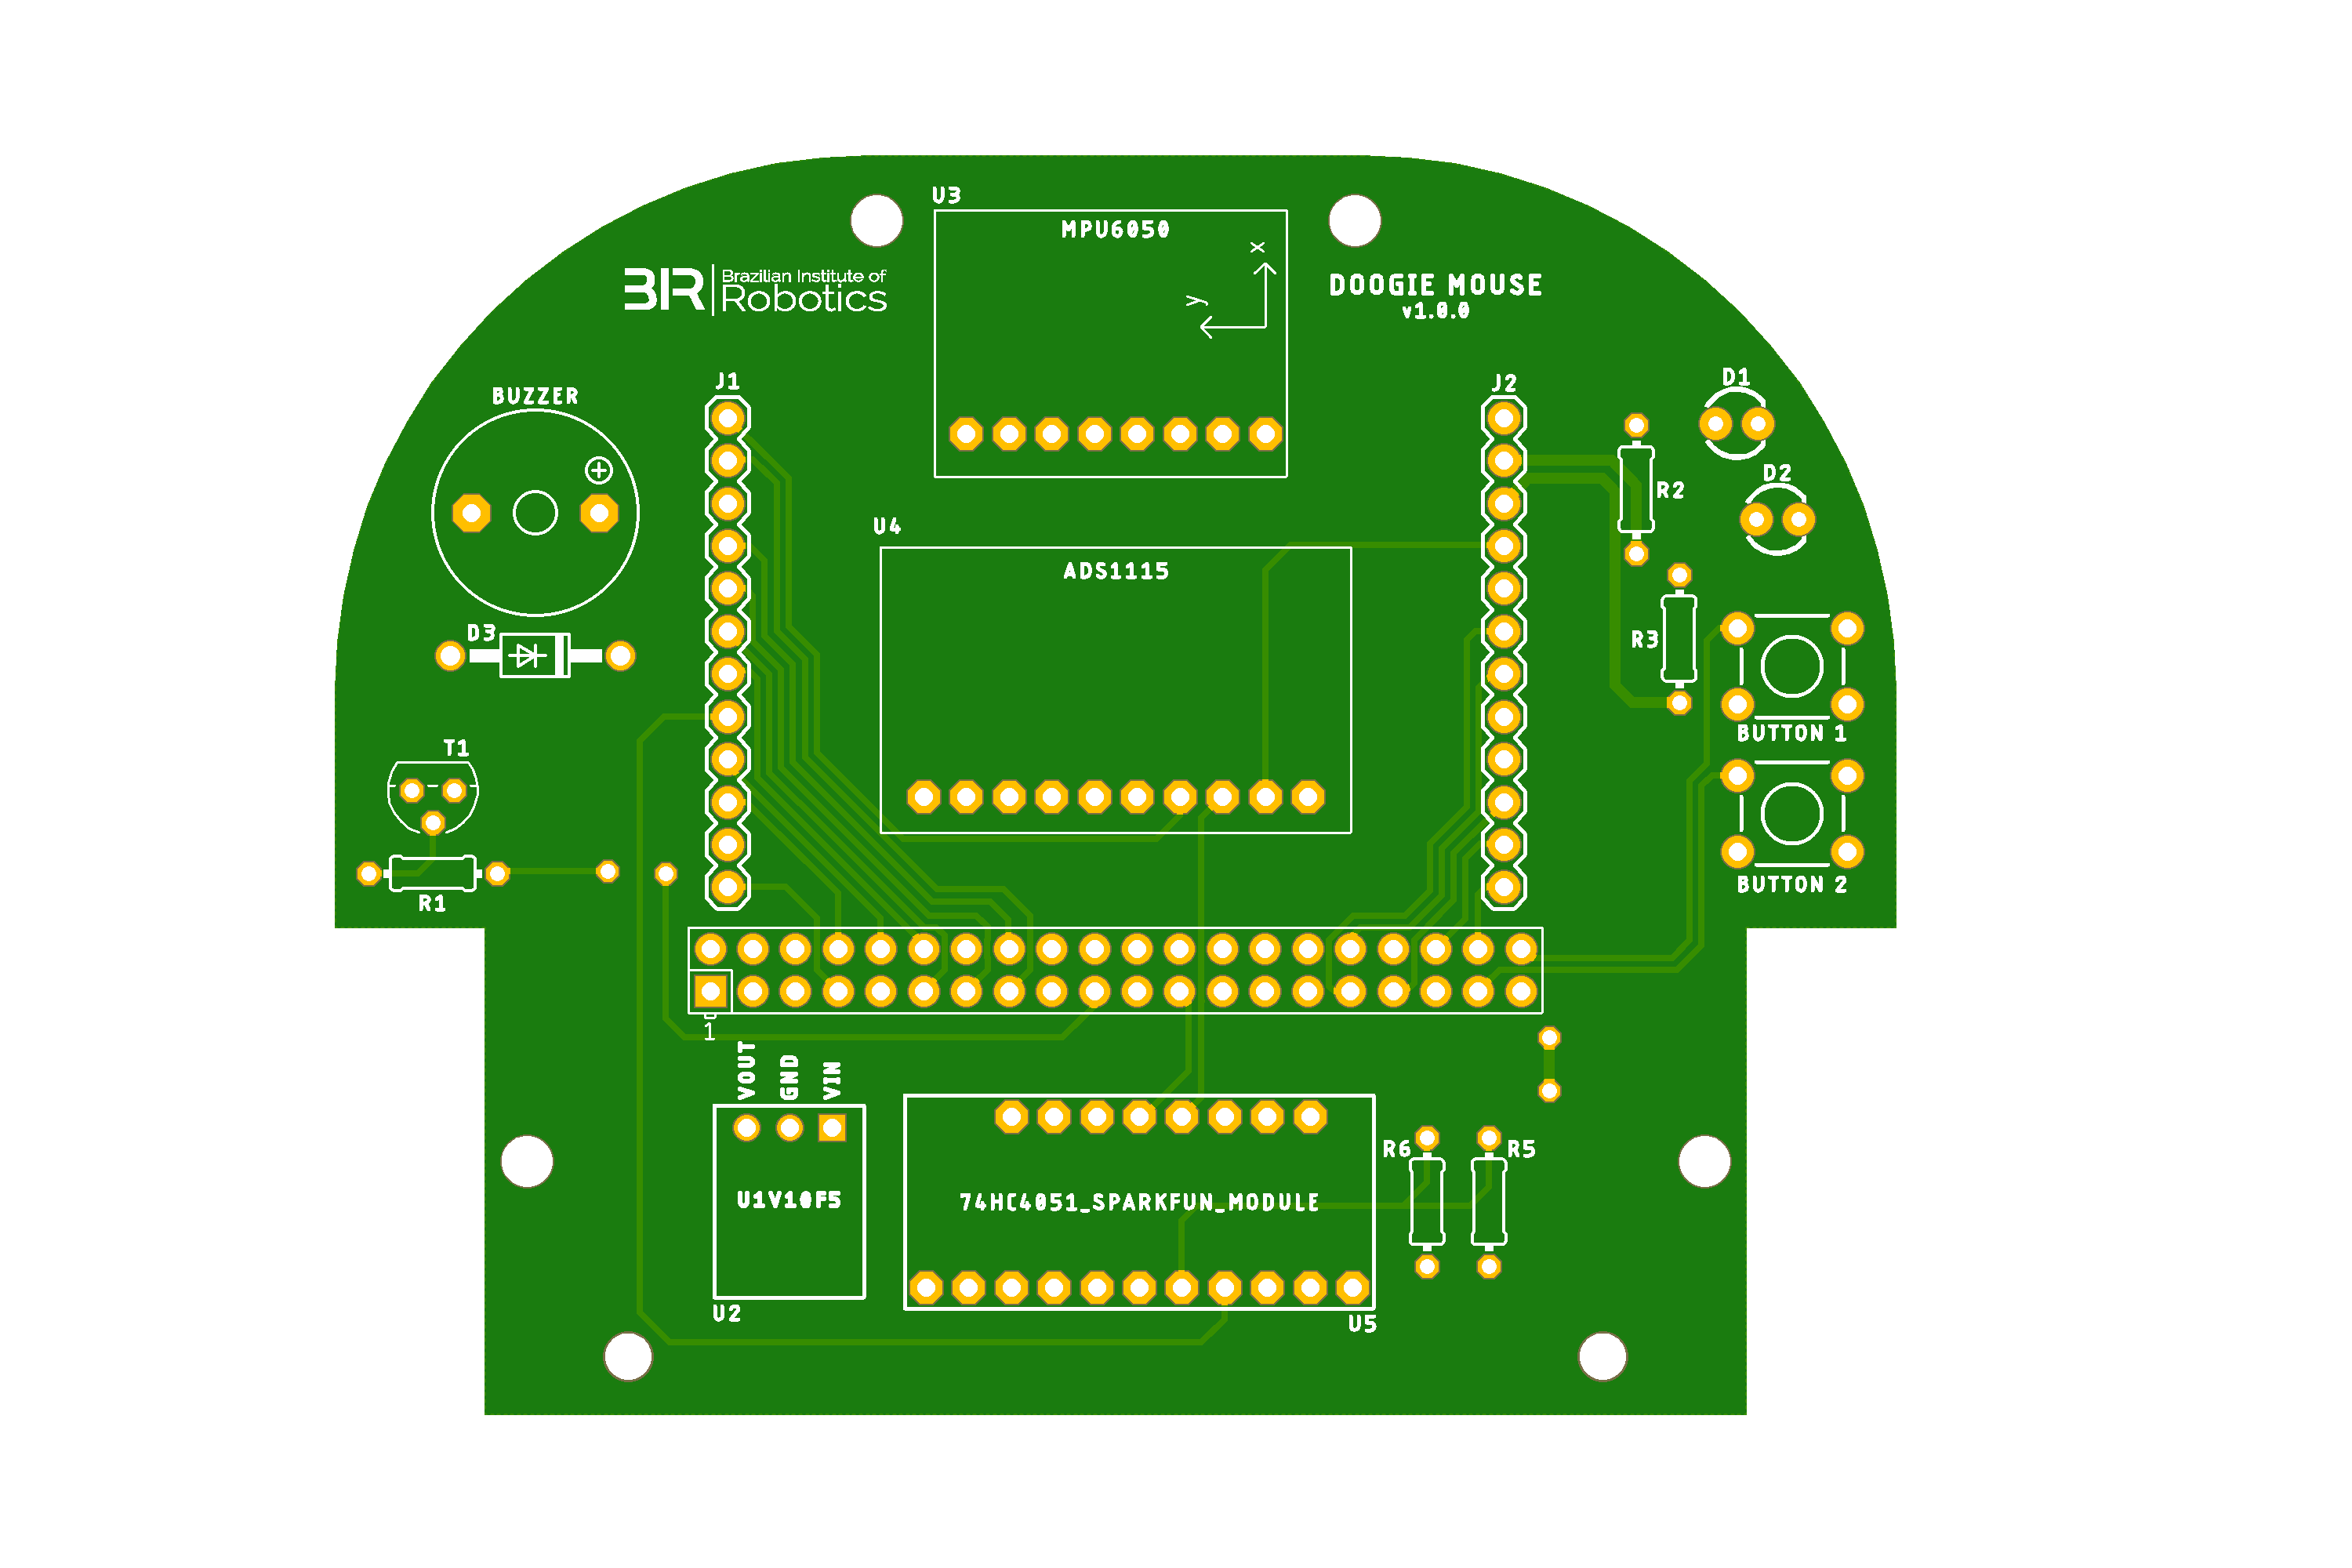 U3
MPU6050
x
y
BR
Brazilian Institute of
Robotics
DOOGIE MOUSE
v1.0.0
J1
J2
D1
BUZZER
+
D2
R2
U4
ADS1115
D3
R3
BUTTON 1
T1
BUTTON 2
R1
1
VOUT
GND
VIN
R6
R5
U1V10F5
74HC4051_SPARKFUN_MODULE
U2
U5